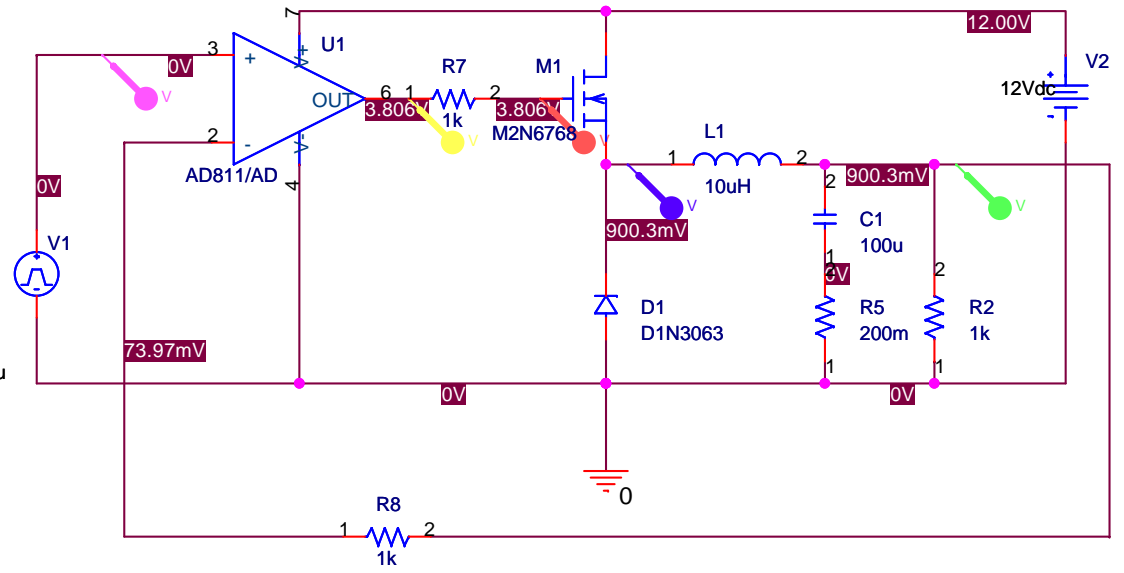 7
12.00V
3
0V
+
V+
U1
R7
M1
V2
V
OUT
6
1
2
3.806V
1k
3.806V
12Vdc
2
-
V-
V
M2N6768
V
AD811/AD
4
L1
1
2
10uH
900.3mV
2
0V
V
V
900.3mV
C1
100u
V1
1
2
0V
2
D1
D1N3063
R5
200m
R2
1k
73.97mV
1
1
0V
0V
0
R8
1
2
1k